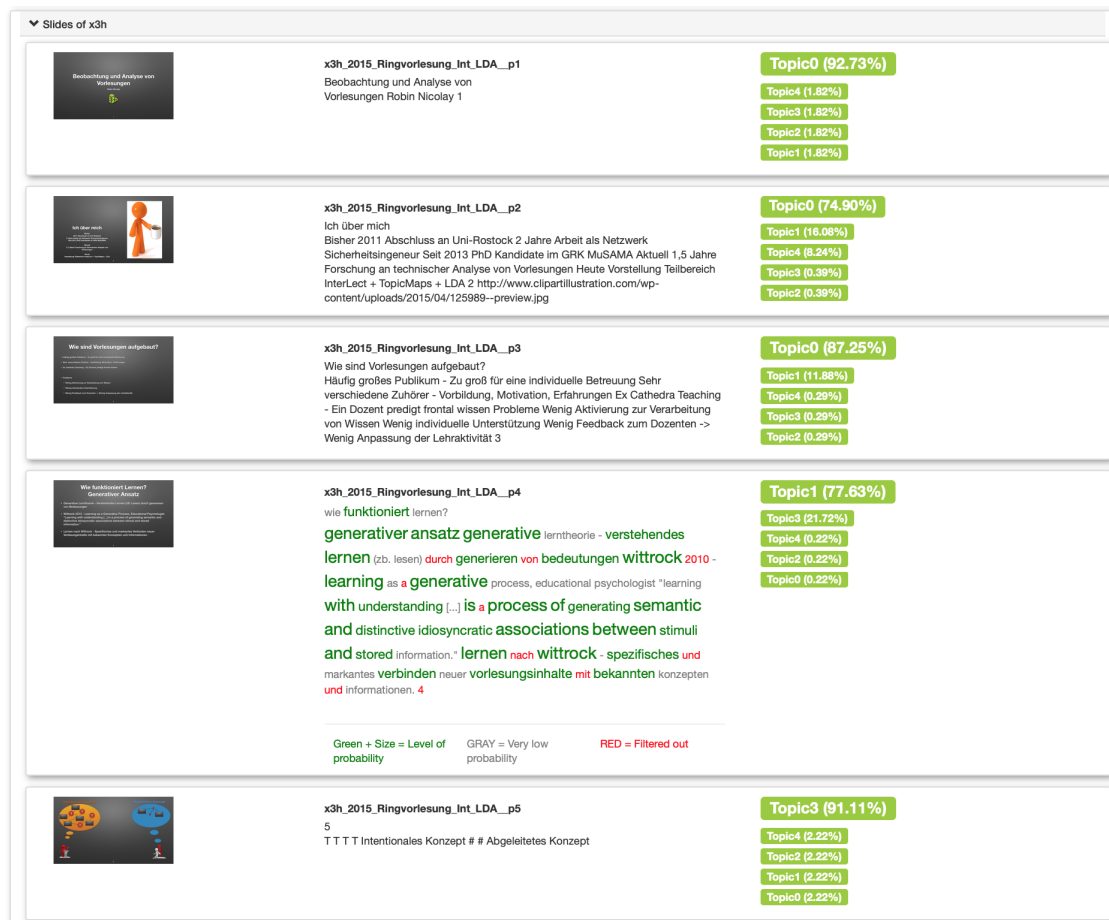 Slides of x3h
Beobachtung und Analyse von
Vorlesungen
x3h_2015_Ringvorlesung_Int_LDA__p1
Beobachtung und Analyse von
Vorlesungen Robin Nicolay 1
Topic0 (92.73%)
Topic4 (1.82%)
Topic3 (1.82%)
Topic2 (1.82%)
Topic1 (1.82%)
Ich über mich
x3h_2015_Ringvorlesung_Int_LDA__p2
Ich über mich
Bisher 2011 Abschluss an Uni-Rostock 2 Jahre Arbeit als Netzwerk
Sicherheitsingeneur Seit 2013 PhD Kandidate im GRK MuSAMA Aktuell 1,5 Jahre
Forschung an technischer Analyse von Vorlesungen Heute Vorstellung Teilbereich
InterLect + TopicMaps + LDA 2 http://www.clipartillustration.com/wp-
content/uploads/2015/04/125989--preview.jpg
Topic0 (74.90%)
Topic1 (16.08%)
Topic4 (8.24%)
Topic3 (0.39%)
Topic2 (0.39%)
Wie sind Vorlesungen aufgebaut?
x3h_2015_Ringvorlesung_Int_LDA__p3
Wie sind Vorlesungen aufgebaut?
Häufig großes Publikum - Zu groß für eine individuelle Betreuung Sehr
verschiedene Zuhörer - Vorbildung, Motivation, Erfahrungen Ex Cathedra Teaching
- Ein Dozent predigt frontal wissen Probleme Wenig Aktivierung zur Verarbeitung
von Wissen Wenig individuelle Unterstützung Wenig Feedback zum Dozenten ->
Wenig Anpassung der Lehraktivität 3
Topic0 (87.25%)
Topic1 (11.88%)
Topic4 (0.29%)
Topic3 (0.29%)
Topic2 (0.29%)
Wie funktioniert Lernen?
Generativer Ansatz
x3h_2015_Ringvorlesung_Int_LDA__p4
wie funktioniert lernen?
generativer ansatz generative lerntheorie - verstehendes
lernen (zb. lesen) durch generieren von bedeutungen wittrock 2010 -
learning as a generative process, educational psychologist "learning
with understanding [...] is a process of generating semantic
and distinctive idiosyncratic associations between stimuli
and stored information." lernen nach wittrock - spezifisches und
markantes verbinden neuer vorlesungsinhalte mit bekannten konzepten
und informationen. 4
Green + Size = Level of
probability
GRAY = Very low
probability
RED = Filtered out
Topic1 (77.63%)
Topic3 (21.72%)
Topic4 (0.22%)
Topic2 (0.22%)
Topic0 (0.22%)
x3h_2015_Ringvorlesung_Int_LDA__p5
5
T T T T Intentionales Konzept # # Abgeleitetes Konzept
Topic3 (91.11%)
Topic4 (2.22%)
Topic2 (2.22%)
Topic1 (2.22%)
Topic0 (2.22%)